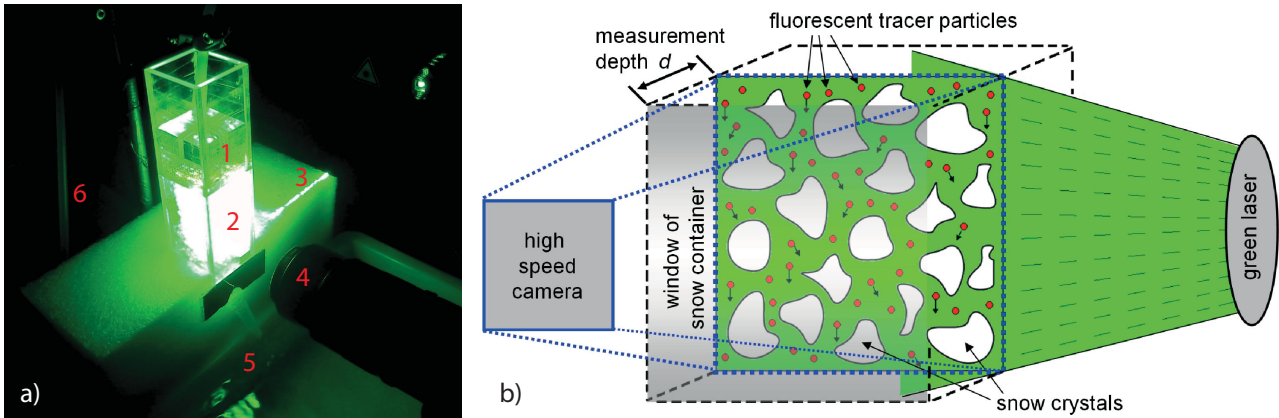 1
2
3
4
5
6
a)
fluorescent tracer particles
measurement
depth d
high
speed
camera
window of
snow container
green laser
snow crystals
b)